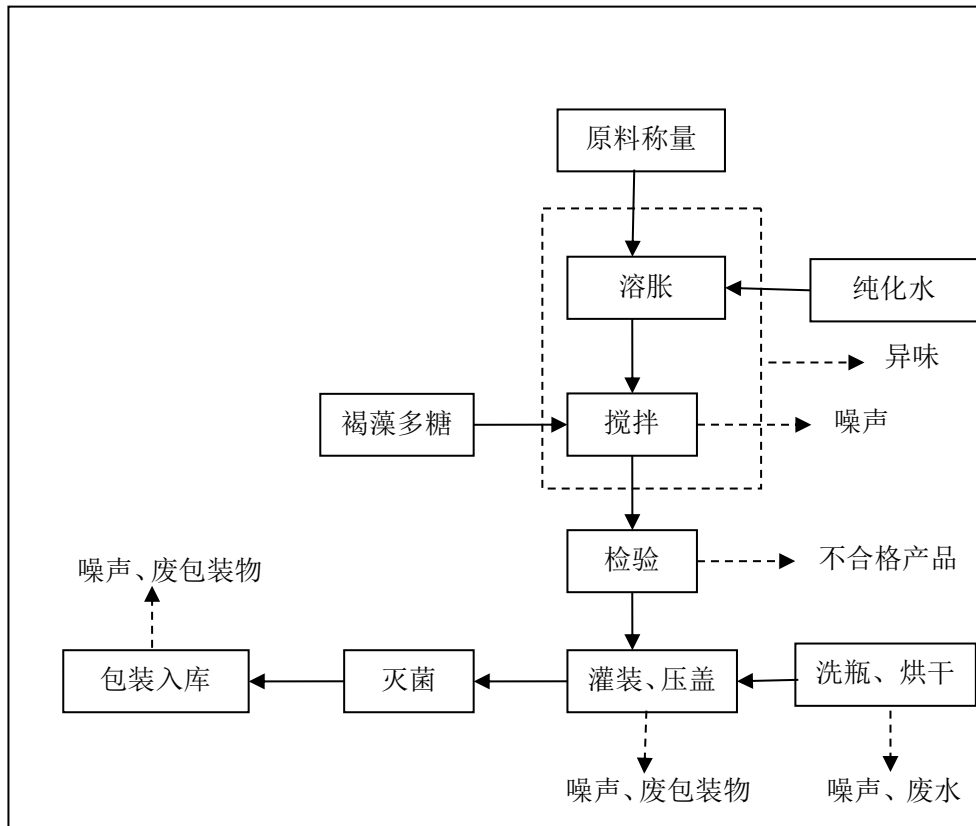 原料称量
溶胀
纯化水
异味
褐藻多糖
搅拌
噪声
检验
不合格产品
噪声、废包装物
包装入库
灭菌
灌装、压盖
洗瓶、烘干
噪声、废包装物
噪声、废水